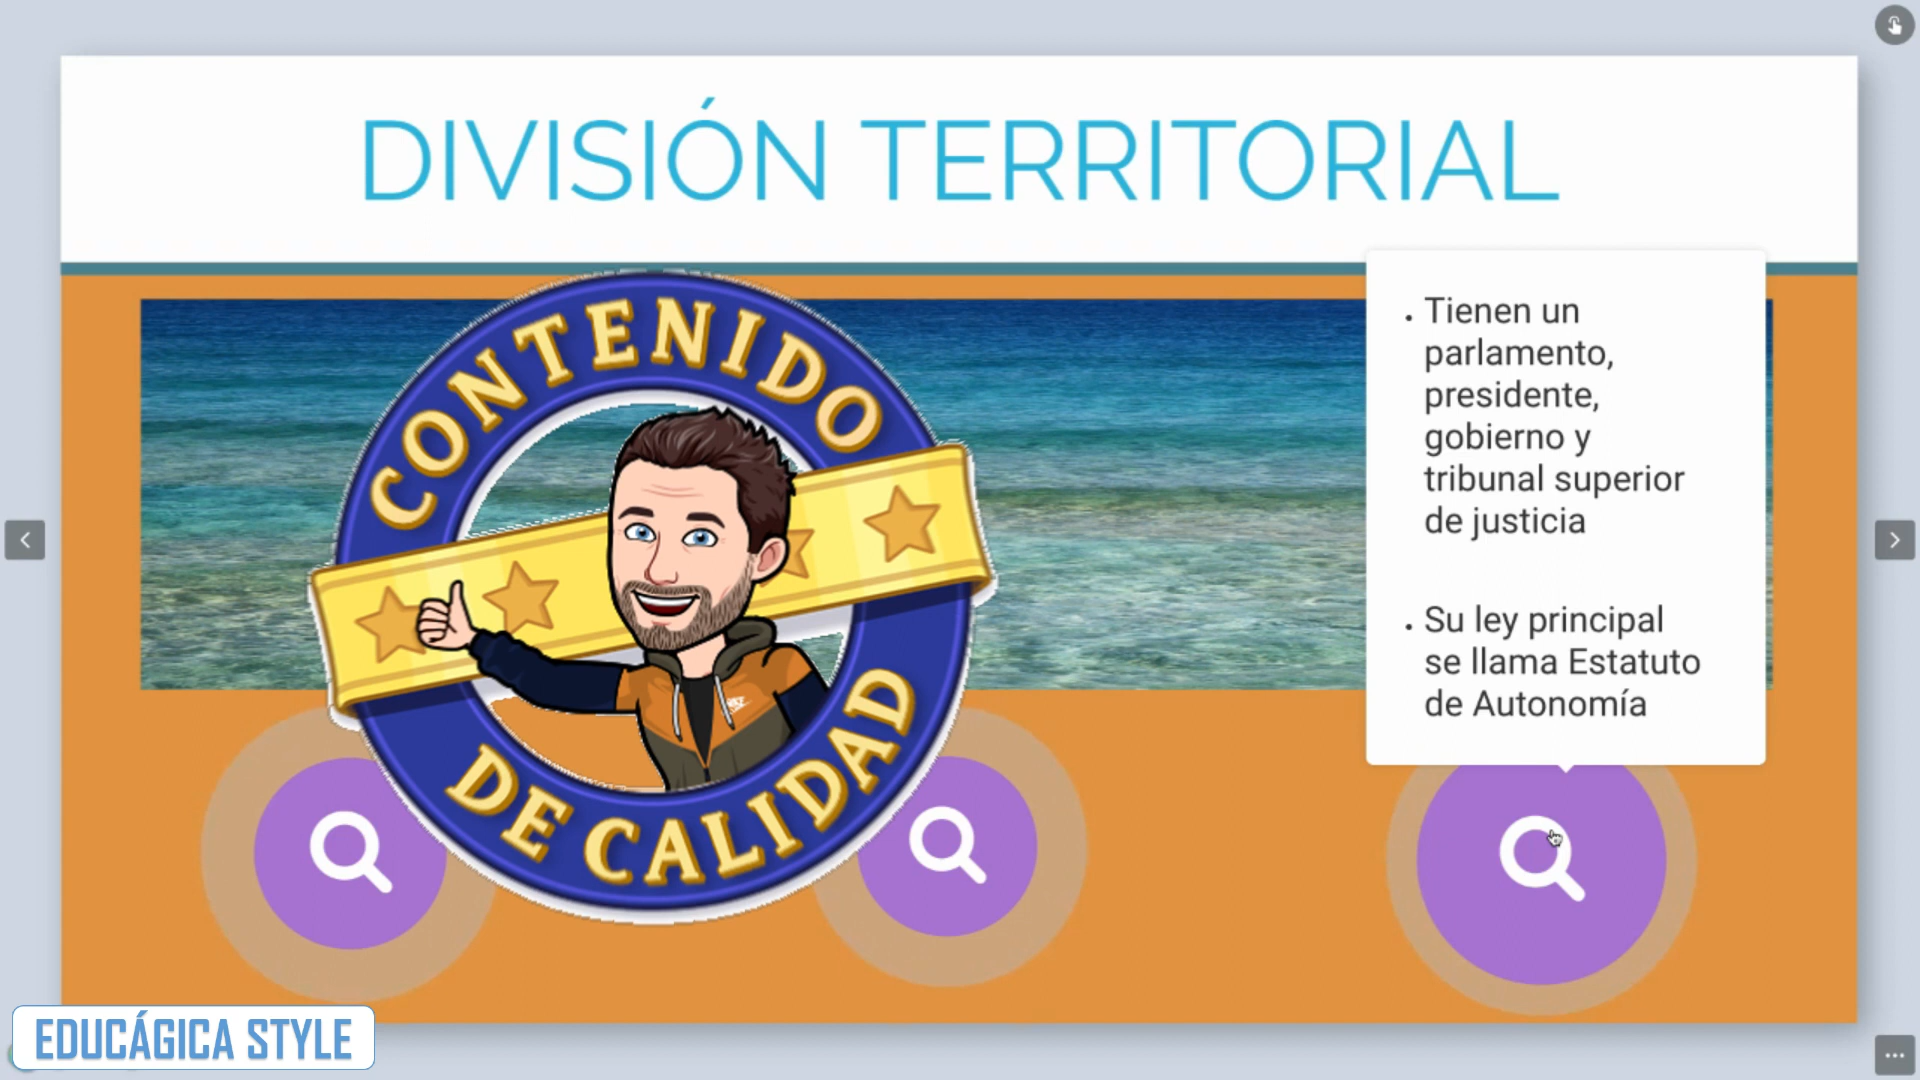 DIVISIÓN TERRITORIAL
CONTENIDO
DE CALIDAD
• Tienen un
parlamento,
presidente,
gobierno y
tribunal superior
de justicia
• Su ley principal
se llama Estatuto
de Autonomía
EDUCÁGICA STYLE